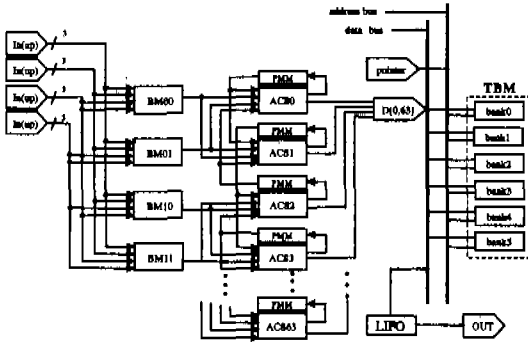 address bus
data bus
In(up) 3
In(up) 3
In(up) 3
In(up) 3
pointer
TBM
PMM
ACS0
BM00
D[0,63]
bank0
PMM
ACS1
BM01
bank1
bank2
PMM
ACS2
BM10
bank3
bank4
PMM
ACS3
BM11
bank5
PMM
ACS63
LIFO
OUT